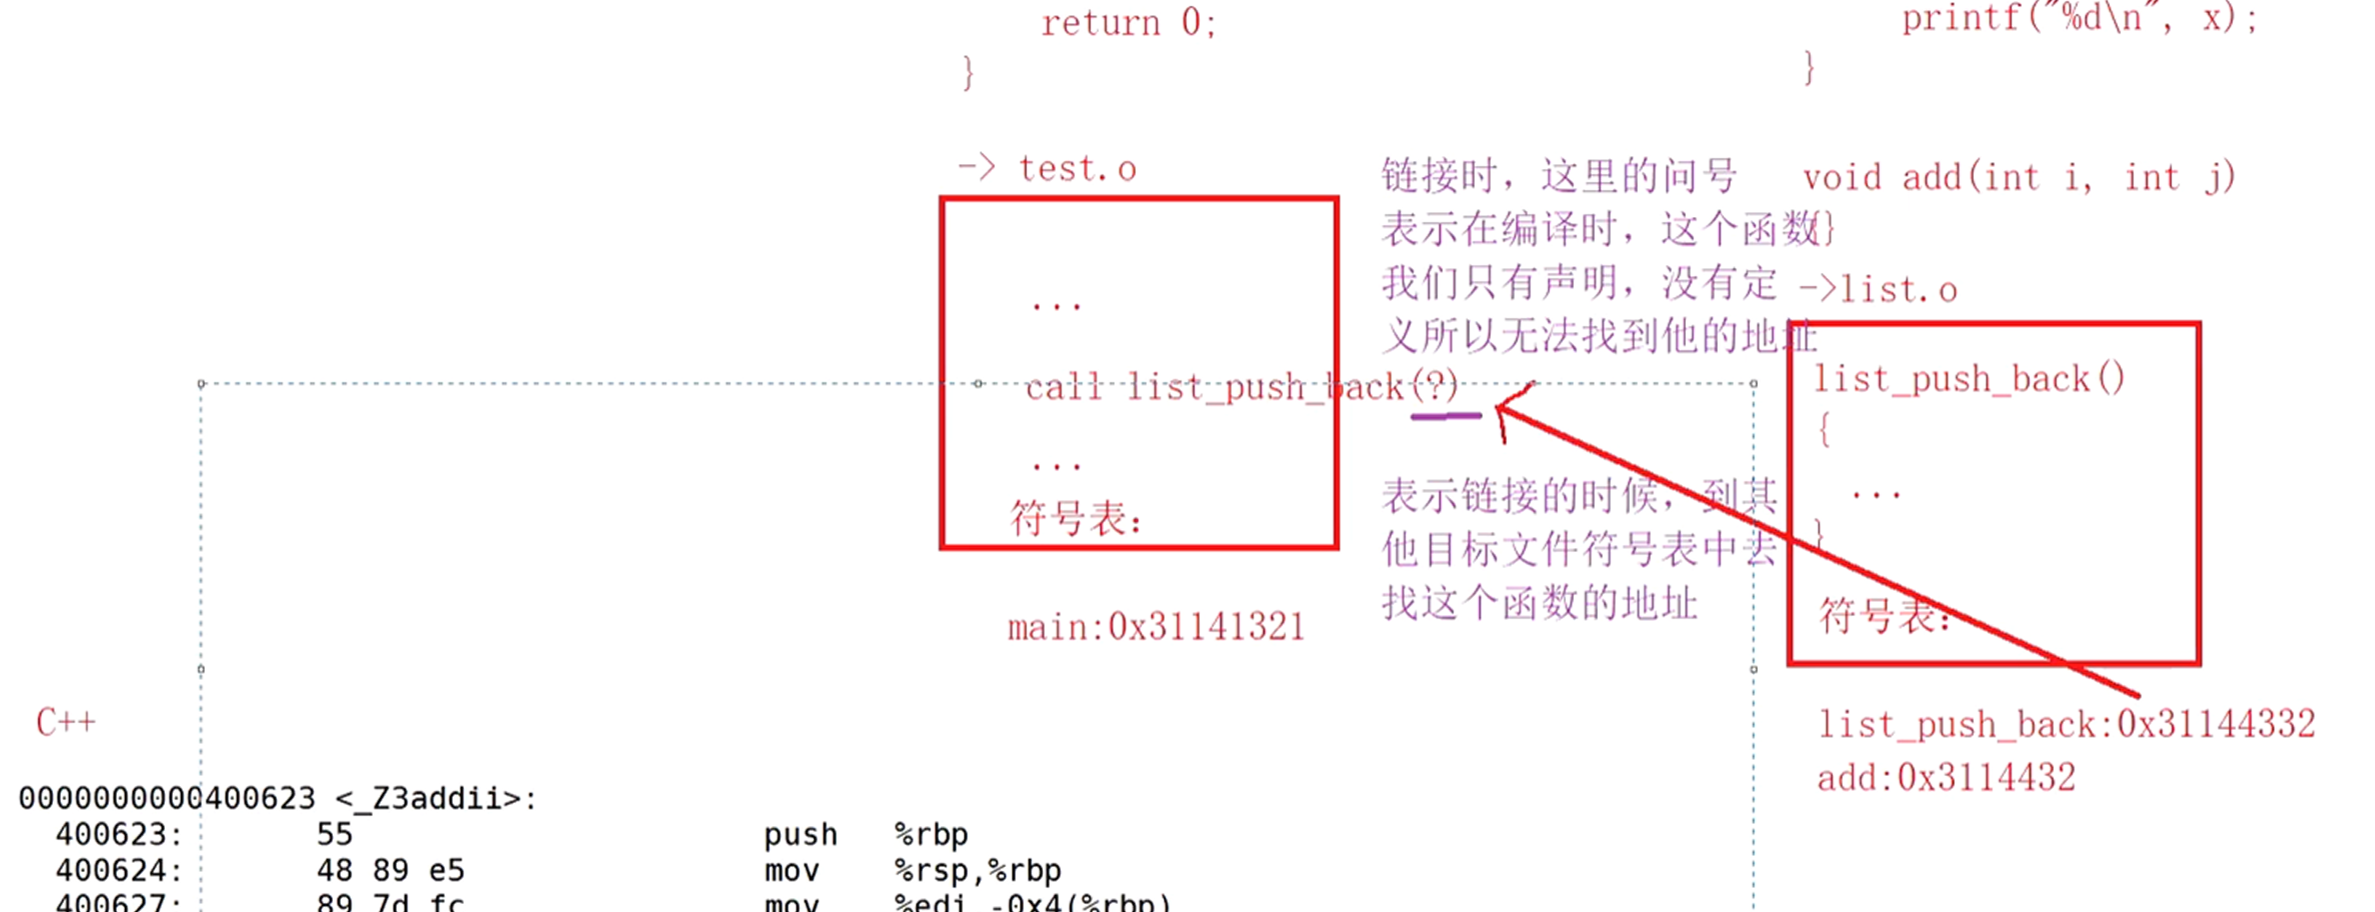 return 0;
}
-> test.o
...
call list_push_back(?)
...
符号表：
main:0x31141321
链接时，这里的问号
表示在编译时，这个函数
我们只有声明，没有定
义所以无法找到他的地址
表示链接的时候，到其
他目标文件符号表中去
找这个函数的地址
printf("%d\n", x);
}
void add(int i, int j)
{}
->list.o
list_push_back()
{
...
}
符号表：
list_push_back:0x31144332
add:0x3114432
C++
0000000000400623 <_Z3addii>:
400623: 55 push %rbp
400624: 48 89 e5 mov %rsp,%rbp
400627: 89 7d fc mov %edi,-0x4(%rbp)